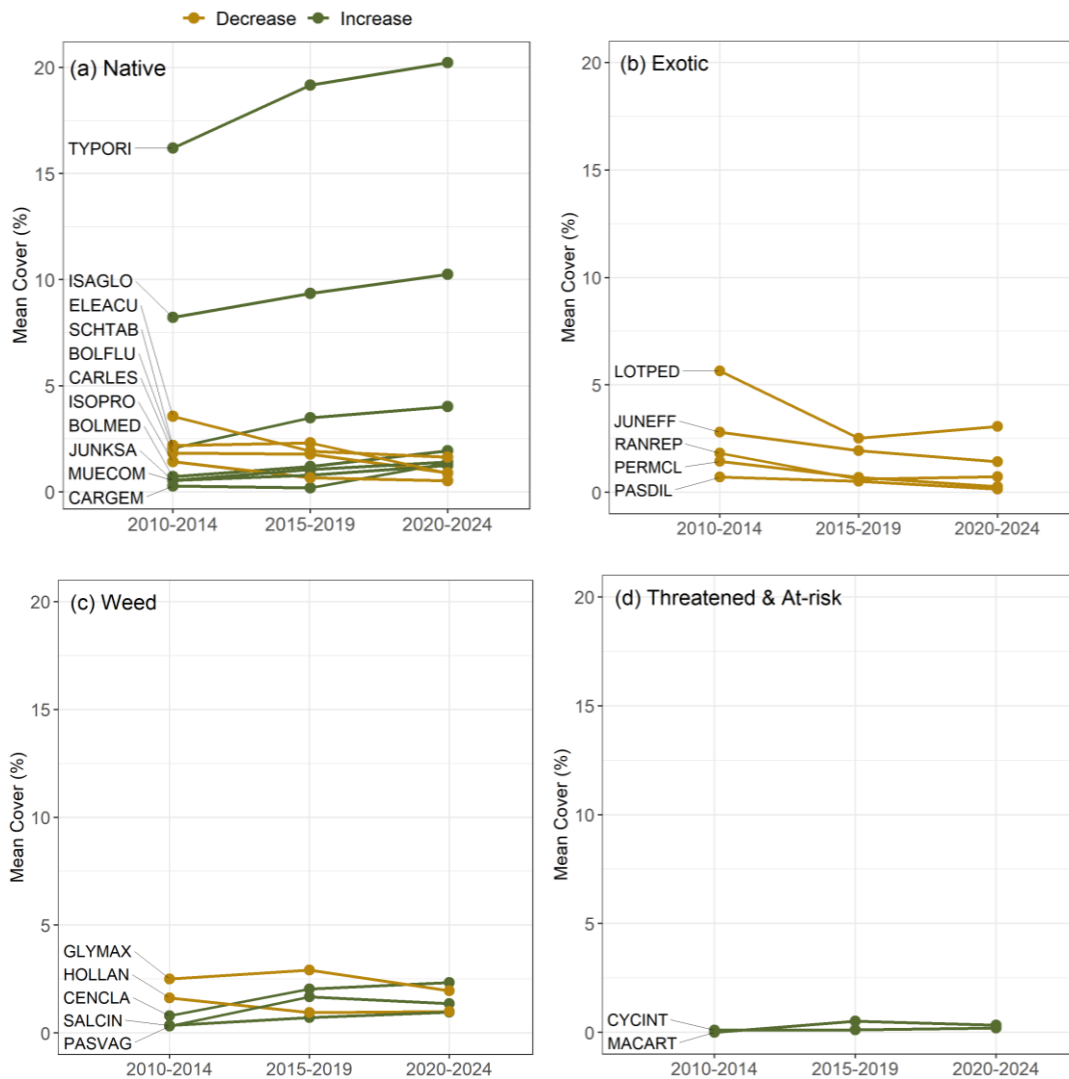 Decrease Increase
(a) Native
Mean Cover (%)
20
15
10
5
0
TYPORI
ISAGLO
ELEACU
SCHTAB
BOLFLU
CARLES
ISOPRO
BOLMED
JUNKSA
MUECOM
CARGEM
2010-2014 2015-2019 2020-2024
(b) Exotic
Mean Cover (%)
20
15
10
5
0
LOTPED
JUNEFF
RANREP
PERMCL
PASDIL
2010-2014 2015-2019 2020-2024
(c) Weed
Mean Cover (%)
20
15
10
5
0
GLYMAX
HOLLAN
CENCLA
SALCIN
PASVAG
2010-2014 2015-2019 2020-2024
(d) Threatened & At-risk
Mean Cover (%)
20
15
10
5
0
CYCINT
MACART
2010-2014 2015-2019 2020-2024